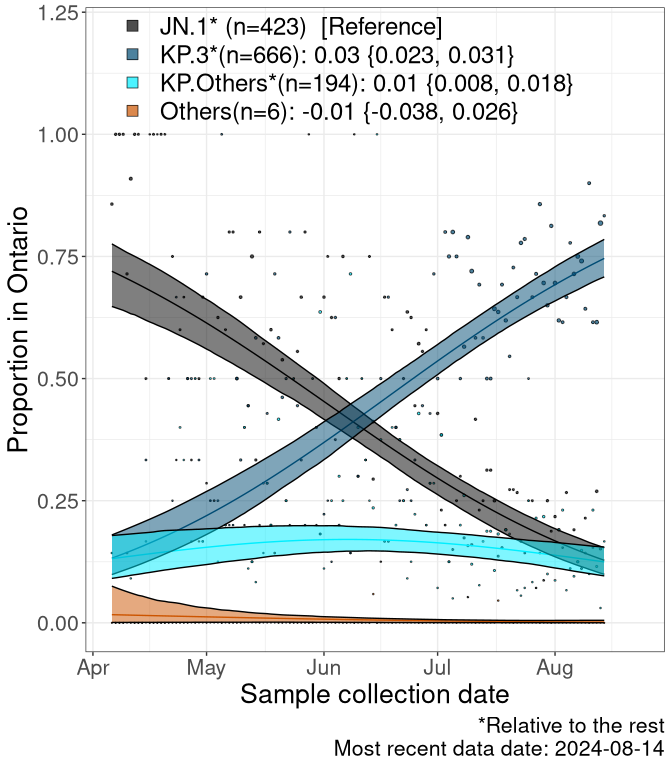 JN.1* (n=423)  [Reference]
KP.3*(n=666): 0.03 {0.023, 0.031}
KP.Others*(n=194): 0.01 {0.008, 0.018}
Others(n=6): -0.01 {-0.038, 0.026}
1.25
1.00
0.75
0.50
0.25
0.00
Proportion in Ontario
Apr May Jun Jul Aug
Sample collection date
*Relative to the rest
Most recent data date: 2024-08-14